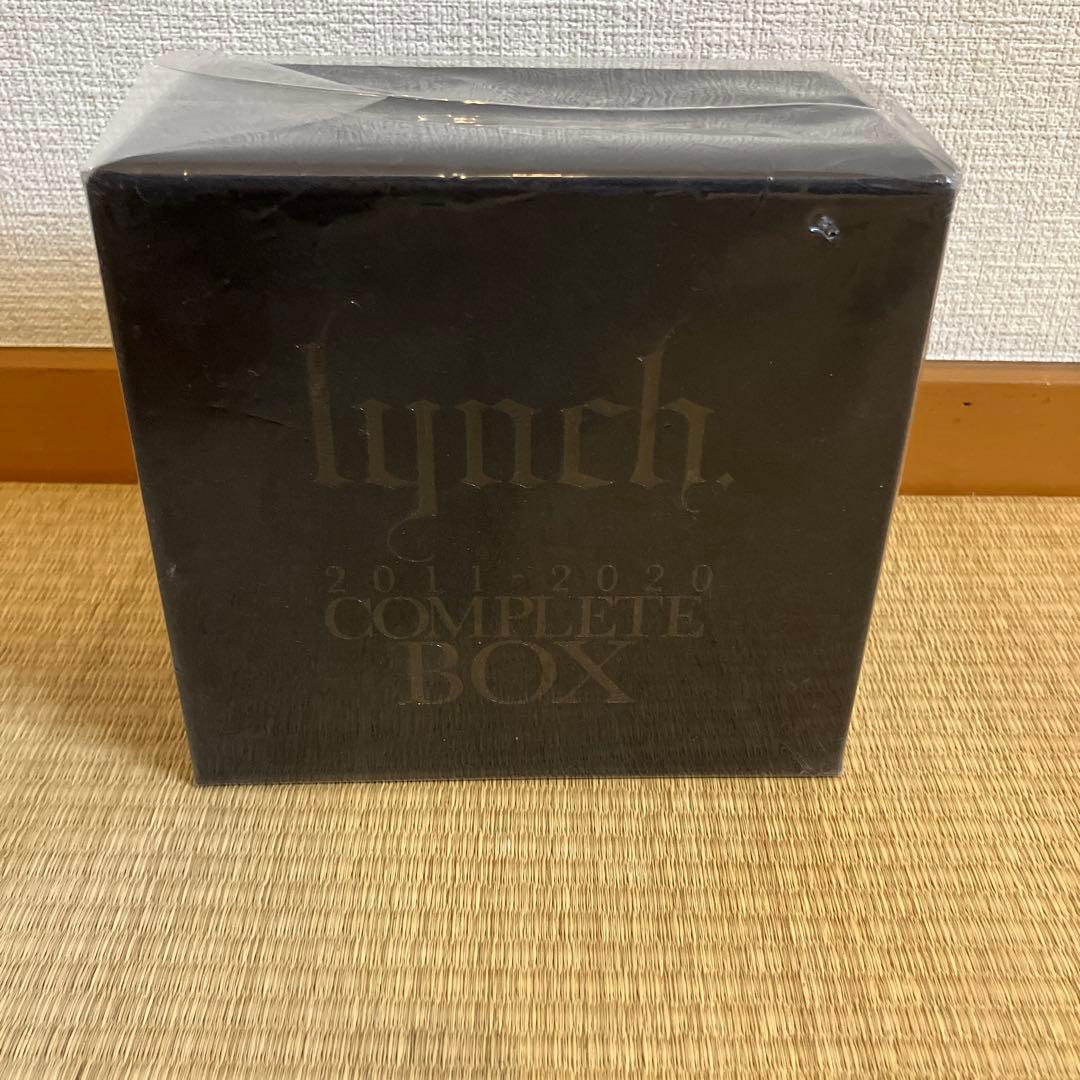 lynch.
2011-2020
COMPLETE
BOX